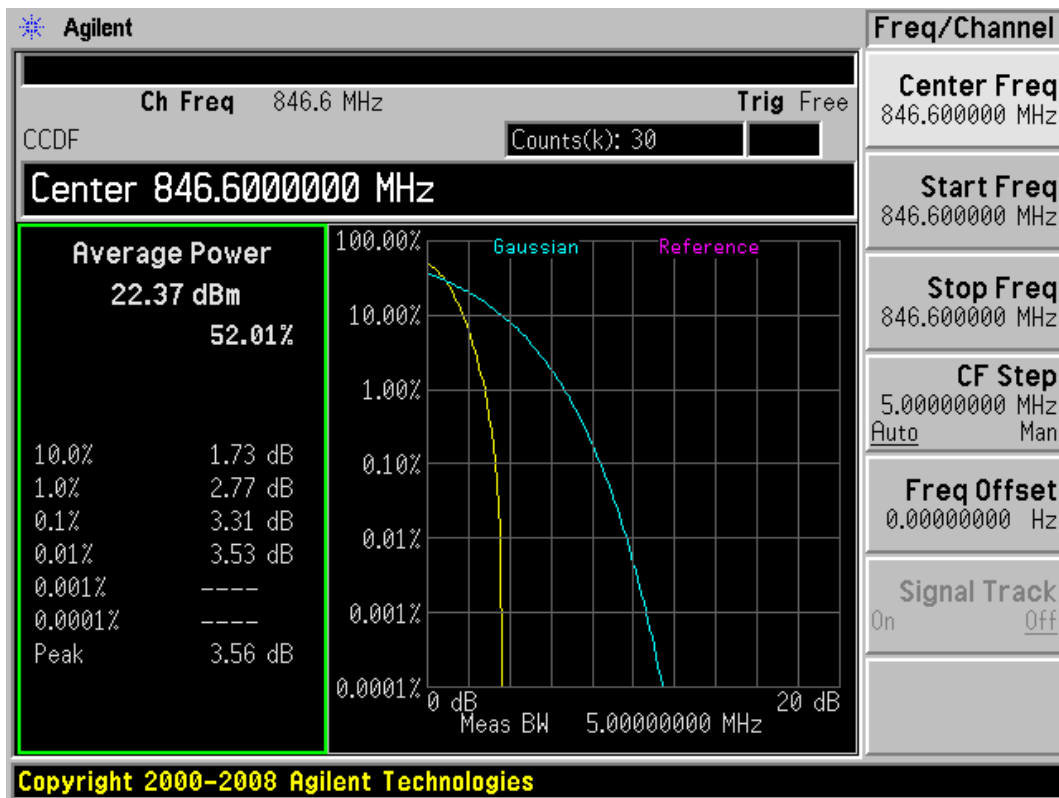 Agilent
Freq/Channel
Ch Freq 846.6 MHz Trig Free
CCDF Counts(k): 30
Center 846.6000000 MHz
Average Power
22.37 dBm
52.01%
10.0% 1.73 dB
1.0% 2.77 dB
0.1% 3.31 dB
0.01% 3.53 dB
0.001% ----
0.0001% ----
Peak 3.56 dB
Gaussian Reference
100.00%
10.00%
1.00%
0.10%
0.01%
0.001%
0.0001%
0 dB 20 dB
Meas BW 5.00000000 MHz
Center Freq
846.600000 MHz
Start Freq
846.600000 MHz
Stop Freq
846.600000 MHz
CF Step
5.00000000 MHz
Auto Man
Freq Offset
0.00000000 Hz
Signal Track
On Off
Copyright 2000-2008 Agilent Technologies